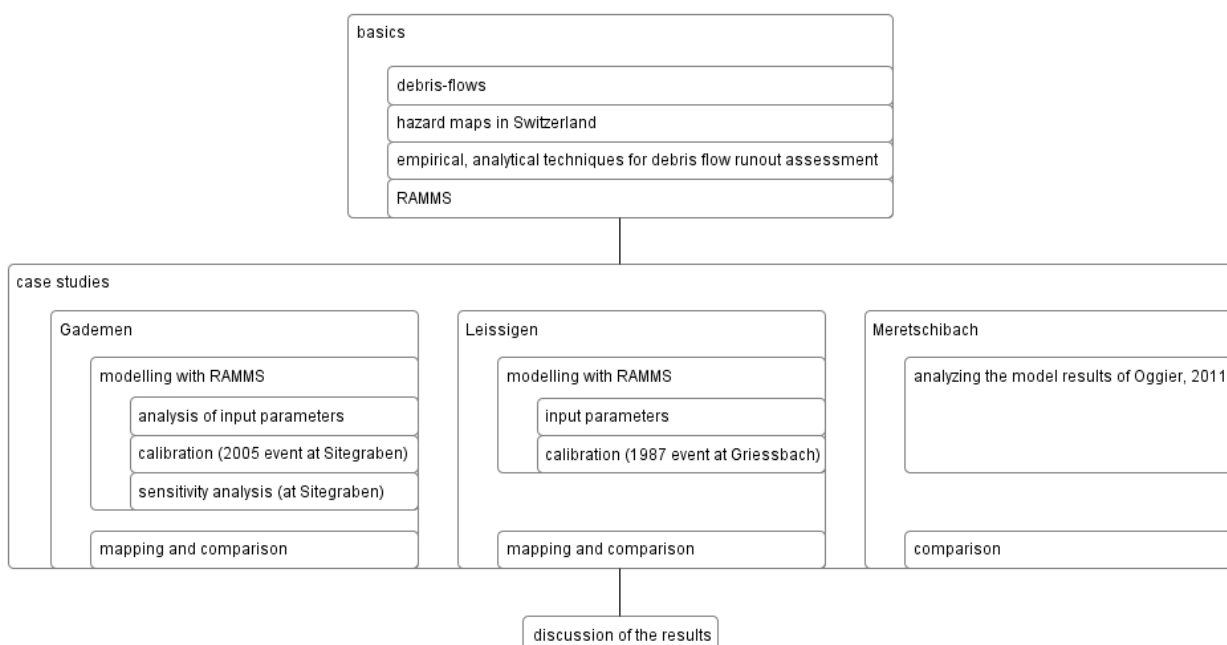 basics
debris-flows
hazard maps in Switzerland
empirical, analytical techniques for debris flow runout assessment
RAMMS
case studies
Gademen
modelling with RAMMS
analysis of input parameters
calibration (2005 event at Sitegraben)
sensitivity analysis (at Sitegraben)
mapping and comparison
Leissigen
modelling with RAMMS
input parameters
calibration (1987 event at Griessbach)
mapping and comparison
Meretschibach
analyzing the model results of Oggier, 2011
comparison
discussion of the results